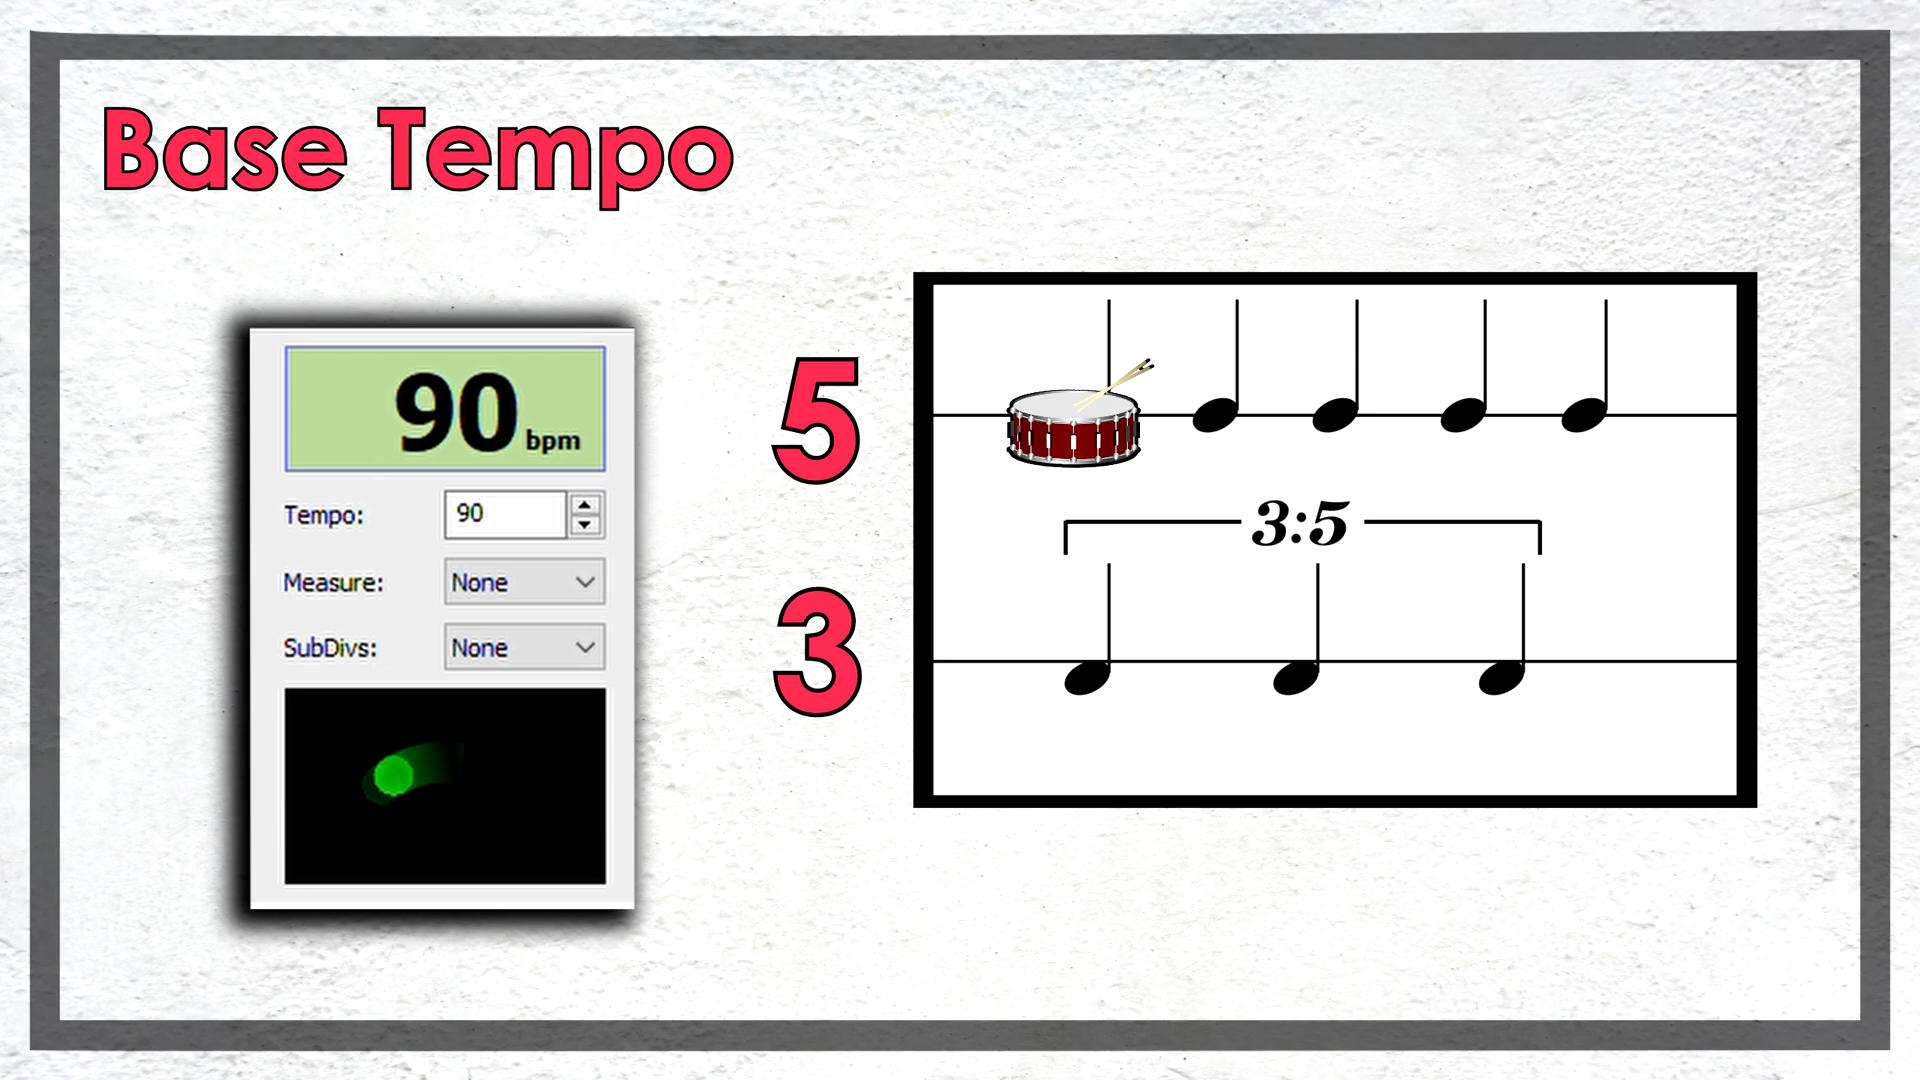 Base Tempo
90 bpm
Tempo: 90
Measure: None
SubDivs: None
5
3:5
3